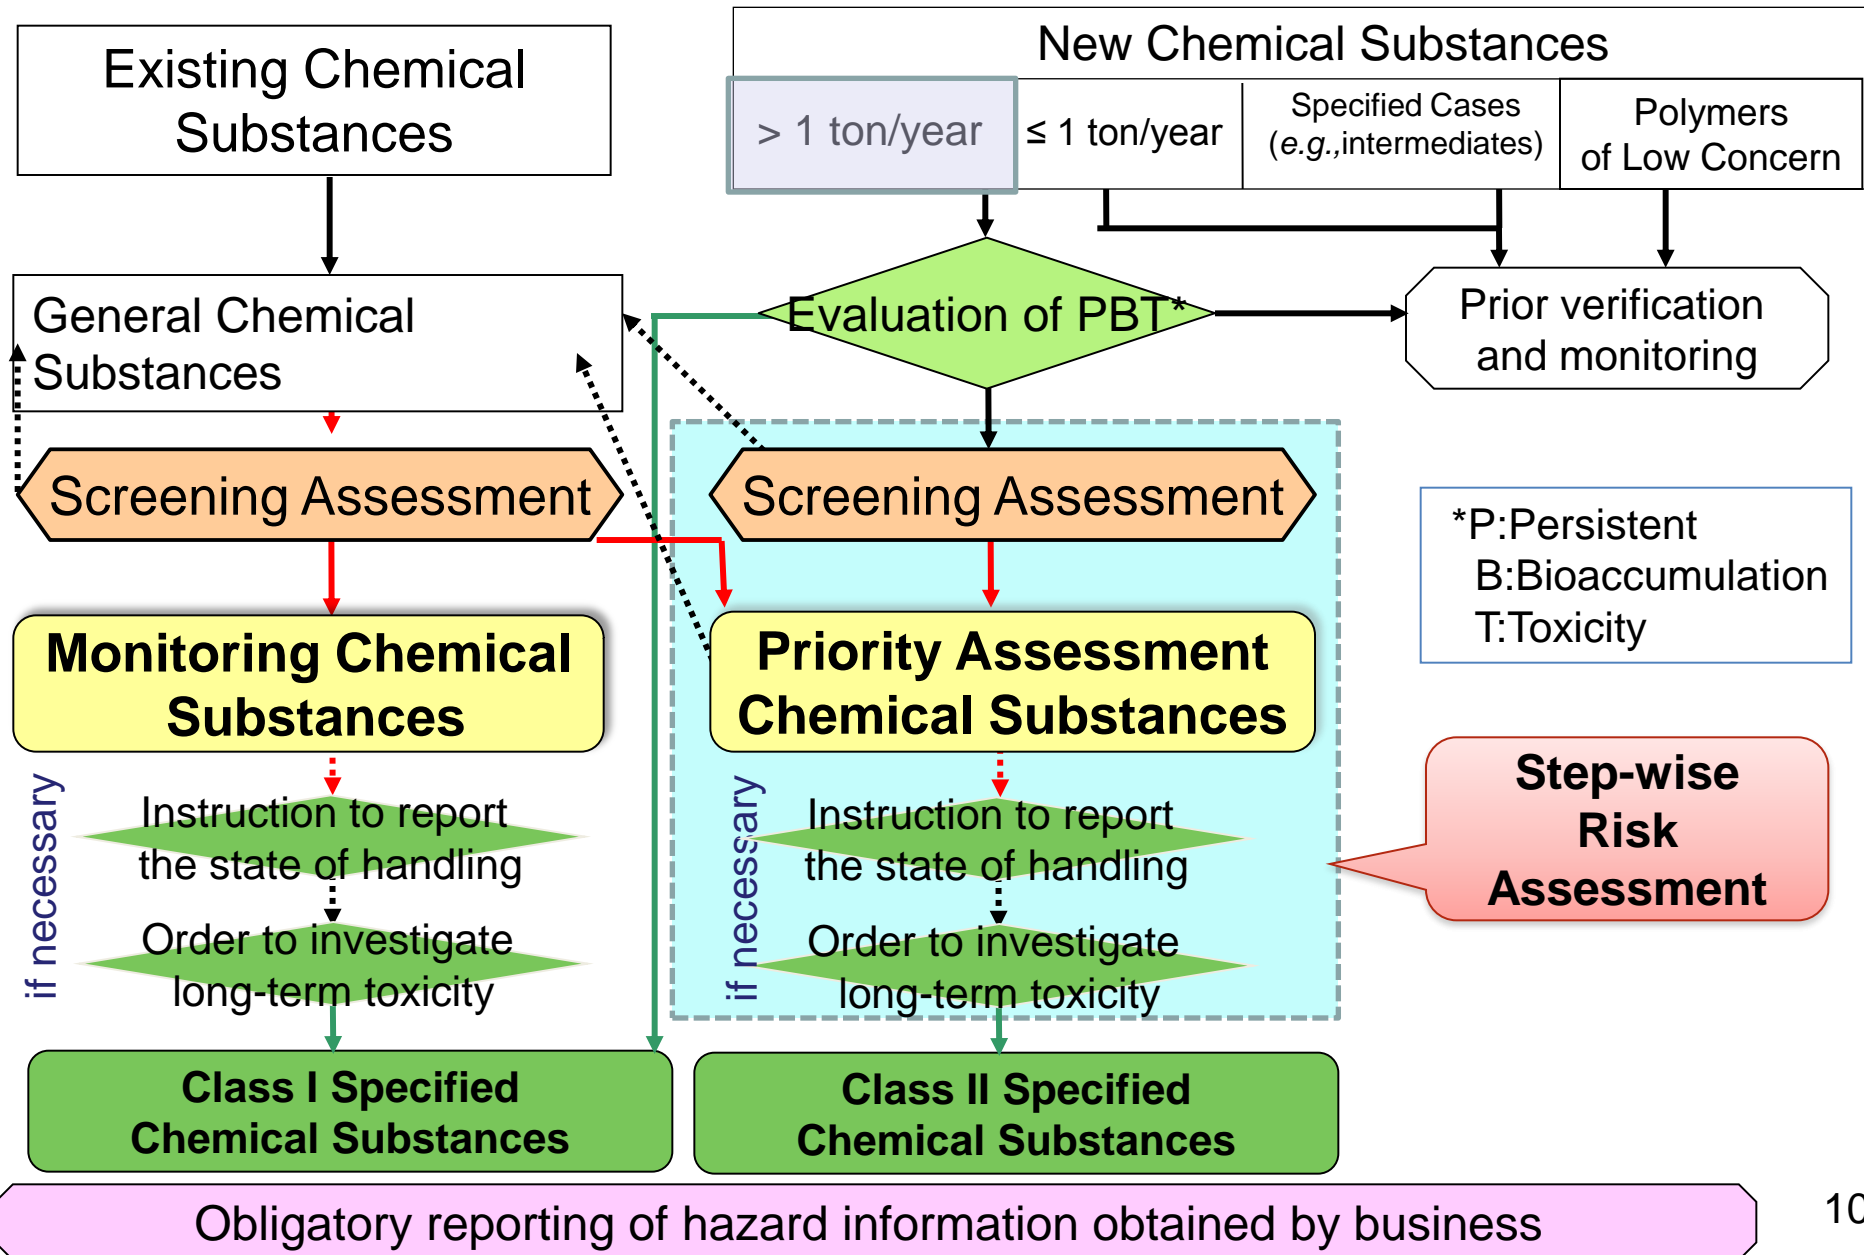 Existing Chemical
Substances
New Chemical Substances
> 1 ton/year
≤ 1 ton/year
Specified Cases
(e.g.,intermediates)
Polymers
of Low Concern
General Chemical
Substances
Evaluation of PBT*
Prior verification
and monitoring
Screening Assessment
Screening Assessment
*P:Persistent
B:Bioaccumulation
T:Toxicity
Monitoring Chemical
Substances
Priority Assessment
Chemical Substances
if necessary
Instruction to report
the state of handling
Order to investigate
long-term toxicity
if necessary
Instruction to report
the state of handling
Order to investigate
long-term toxicity
Step-wise
Risk
Assessment
Class I Specified
Chemical Substances
Class II Specified
Chemical Substances
Obligatory reporting of hazard information obtained by business
10